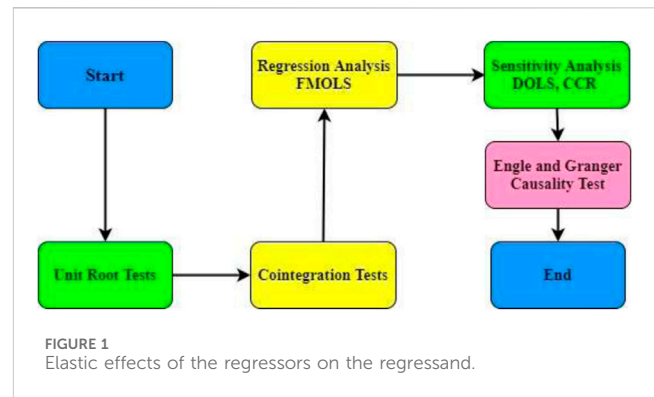 Start
Unit Root Tests
Cointegration Tests
Regression Analysis
FMOLS
Sensitivity Analysis
DOLS, CCR
Engle and Granger
Causality Test
End
FIGURE 1
Elastic effects of the regressors on the regressand.